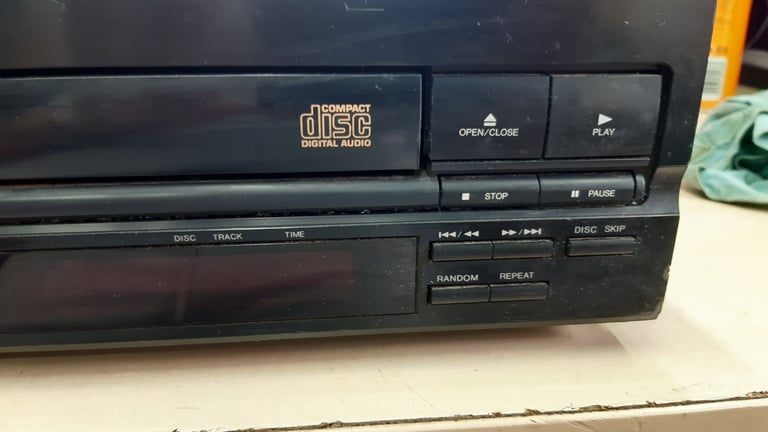 COMPACT
disc
DIGITAL AUDIO
OPEN/CLOSE
PLAY
STOP
PAUSE
DISC TRACK TIME
DISC SKIP
RANDOM REPEAT